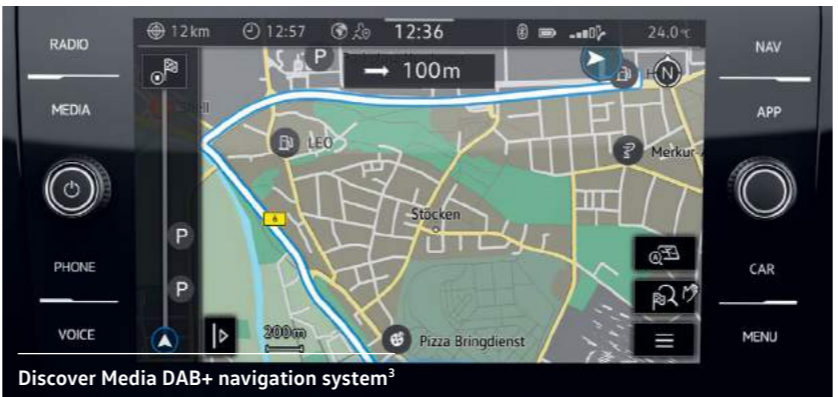 RADIO
MEDIA
PHONE
VOICE
12km
12:57
12:36
24.0°C
100m
P
N
LEO
Merkur-
Stöcken
6
P
P
200m
Pizza Bringdienst
NAV
APP
CAR
MENU
Discover Media DAB+ navigation system³